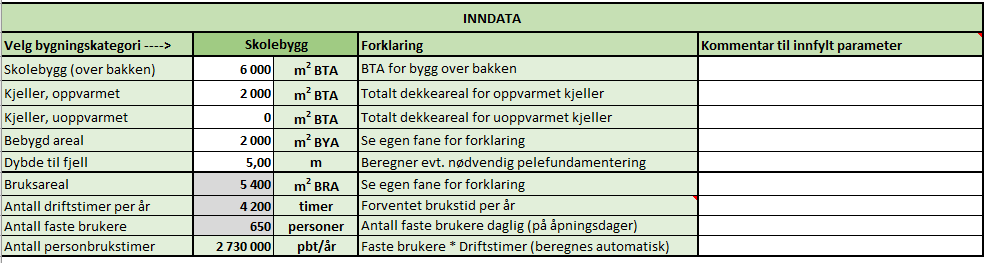 INNDATA
Velg bygningskategori ----> Skolebygg Forklaring Kommentar til innfylt parameter
Skolebygg (over bakken) 6 000 m² BTA BTA for bygg over bakken
Kjeller, oppvarmet 2 000 m² BTA Totalt dekkeareal for oppvarmet kjeller
Kjeller, uoppvarmet 0 m² BTA Totalt dekkeareal for uoppvarmet kjeller
Bebygd areal 2 000 m² BYA Se egen fane for forklaring
Dybde til fjell 5,00 m Beregner evt. nødvendig pelefundamentering
Bruksareal 5 400 m² BRA Se egen fane for forklaring
Antall driftstimer per år 4 200 timer Forventet brukstid per år
Antall faste brukere 650 personer Antall faste brukere daglig (på åpningsdager)
Antall personbrukstimer 2 730 000 pbt/år Faste brukere * Driftstimer (beregnes automatisk)